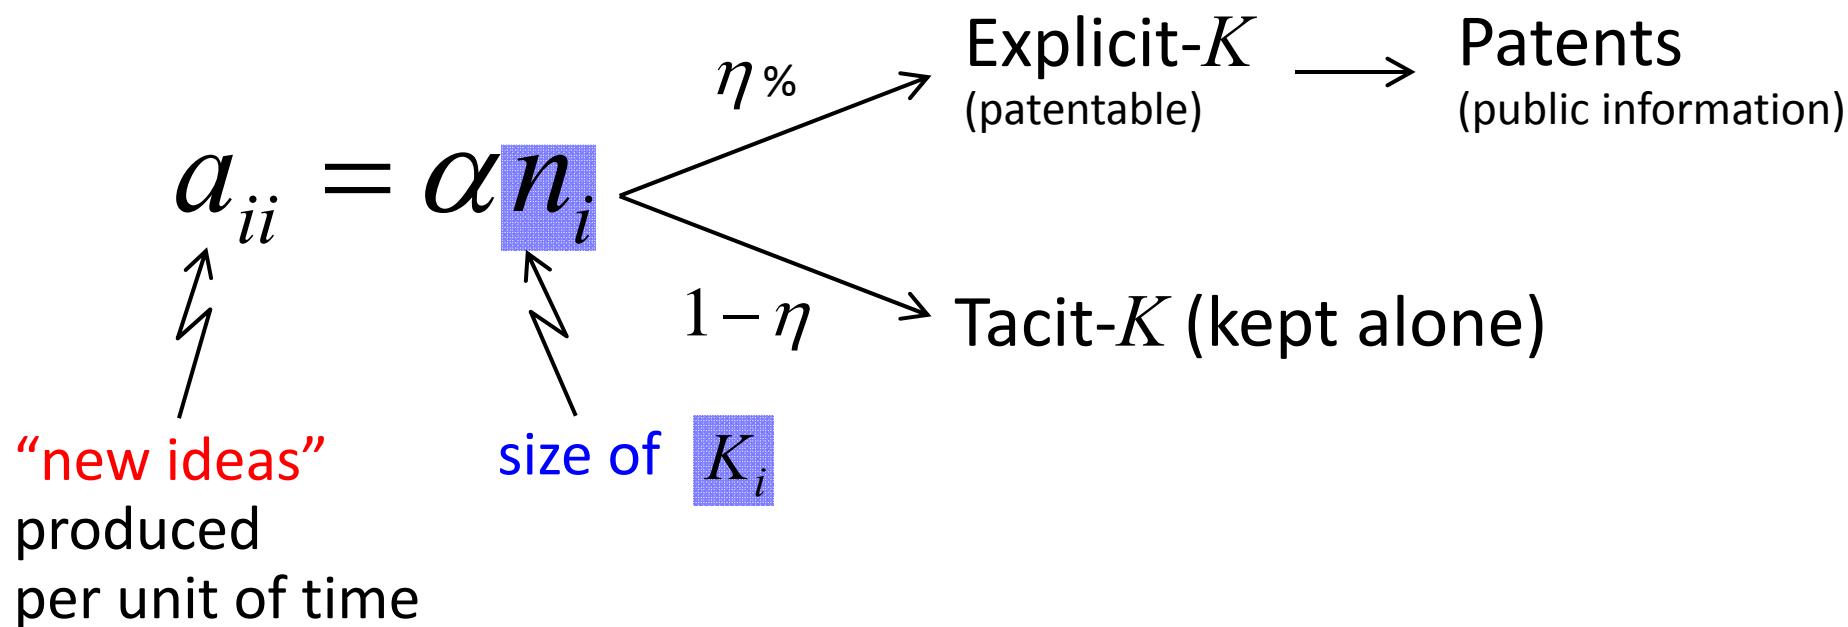 η %
Explicit-K
(patentable)
Patents
(public information)
a_ii = αn_i
1 − η
Tacit-K (kept alone)
“new ideas”
produced
per unit of time
size of K_i